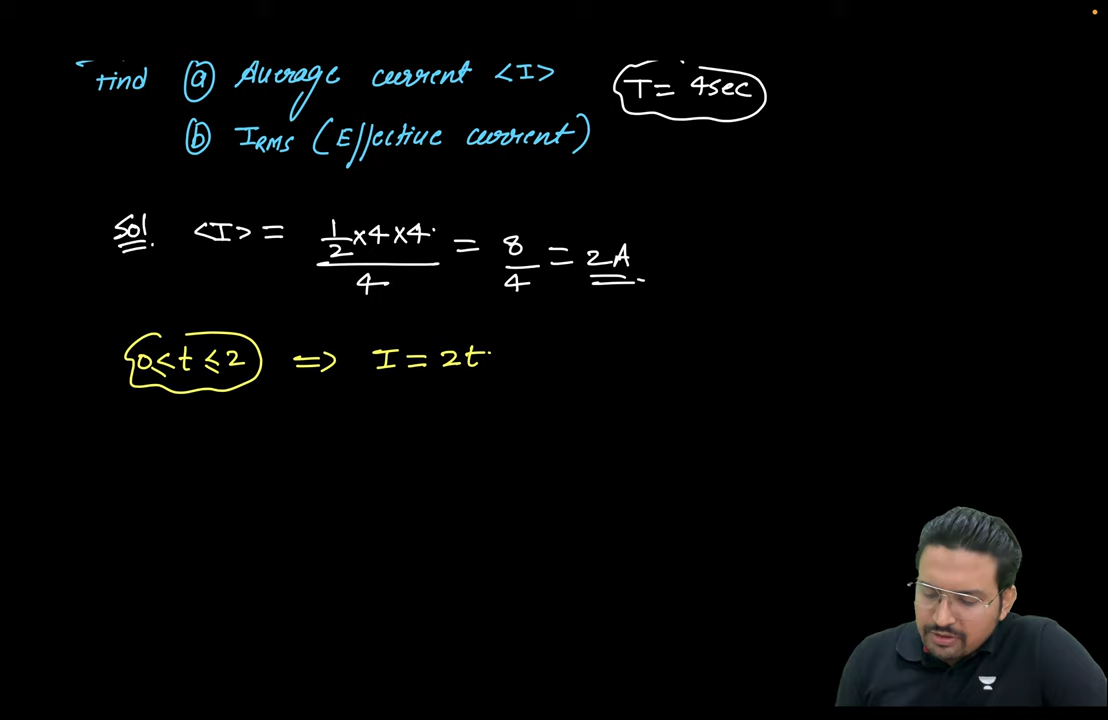 Find (a) Average current <I> T = 4sec
(b) IRMS (Effective current)
Sol. <I> = 1/2 ×4×4 / 4 = 8/4 = 2A
0<t≤2 ⇒ I = 2t